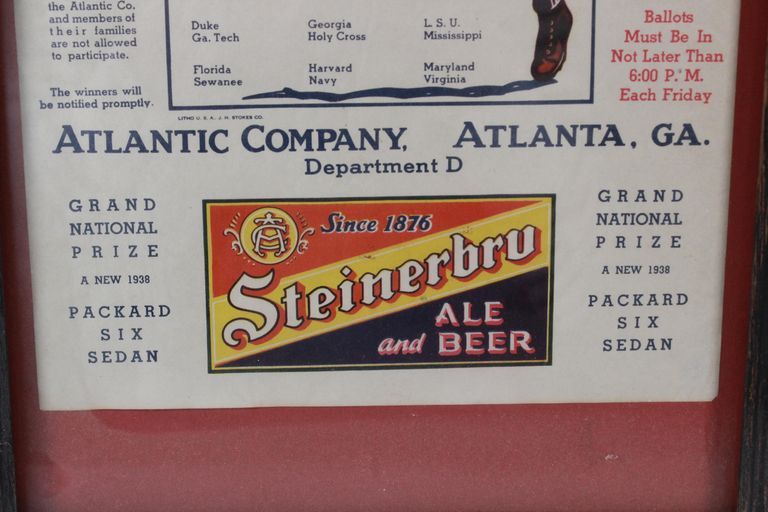 the Atlantic Co.
and members of
their families
are not allowed
to participate.
The winners will
be notified promptly.
Duke
Ga. Tech
Georgia
Holy Cross
L. S. U.
Mississippi
Florida
Sewanee
Harvard
Navy
Maryland
Virginia
Ballots
Must Be In
Not Later Than
6:00 P. M.
Each Friday
LITHO U. S. A. J. H. STOKES CO.
ATLANTIC COMPANY, ATLANTA, GA.
Department D
GRAND
NATIONAL
PRIZE
A NEW 1938
PACKARD
SIX
SEDAN
Since 1876
Steinerbru
ALE
and BEER
GRAND
NATIONAL
PRIZE
A NEW 1938
PACKARD
SIX
SEDAN